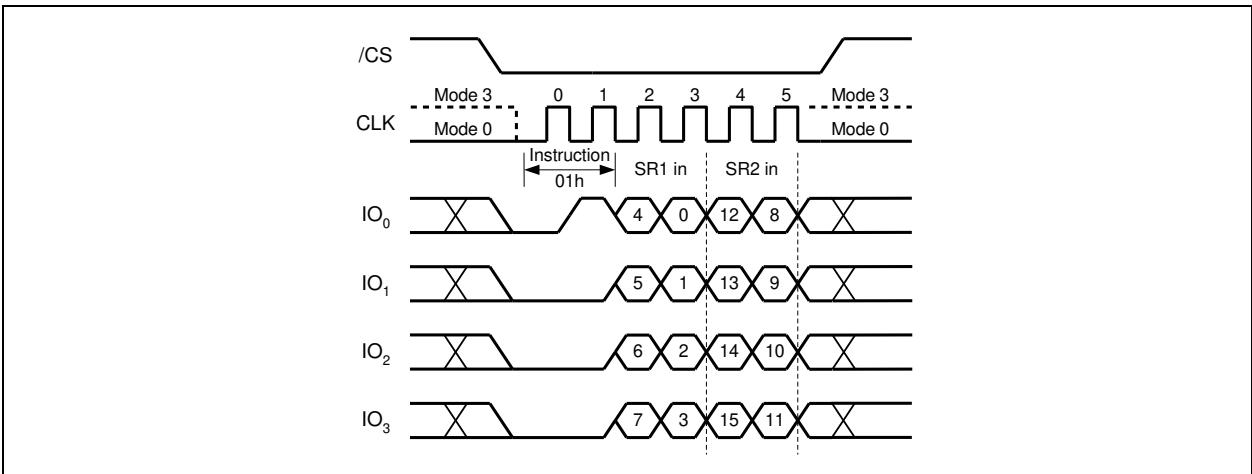 /CS
Mode 3 0 1 2 3 4 5 Mode 3
CLK Mode 0 Mode 0
Instruction SR1 in SR2 in
01h
IO0 4 0 12 8
IO1 5 1 13 9
IO2 6 2 14 10
IO3 7 3 15 11